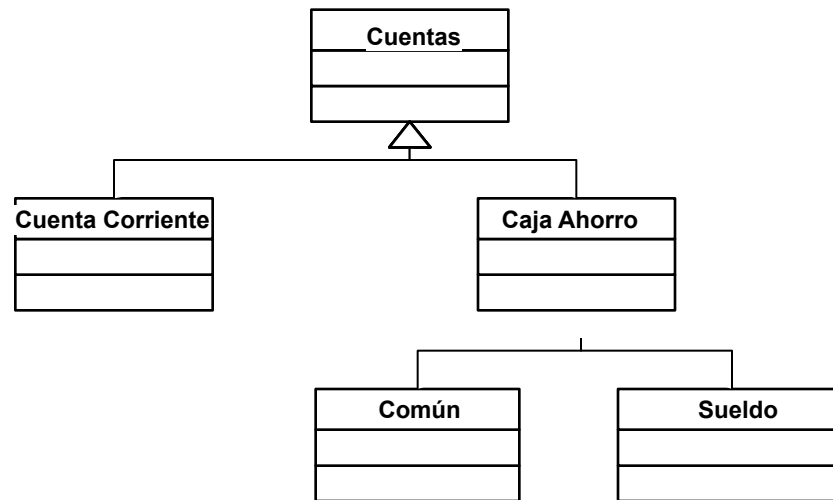 Cuentas
Cuenta Corriente
Caja Ahorro
Común
Sueldo